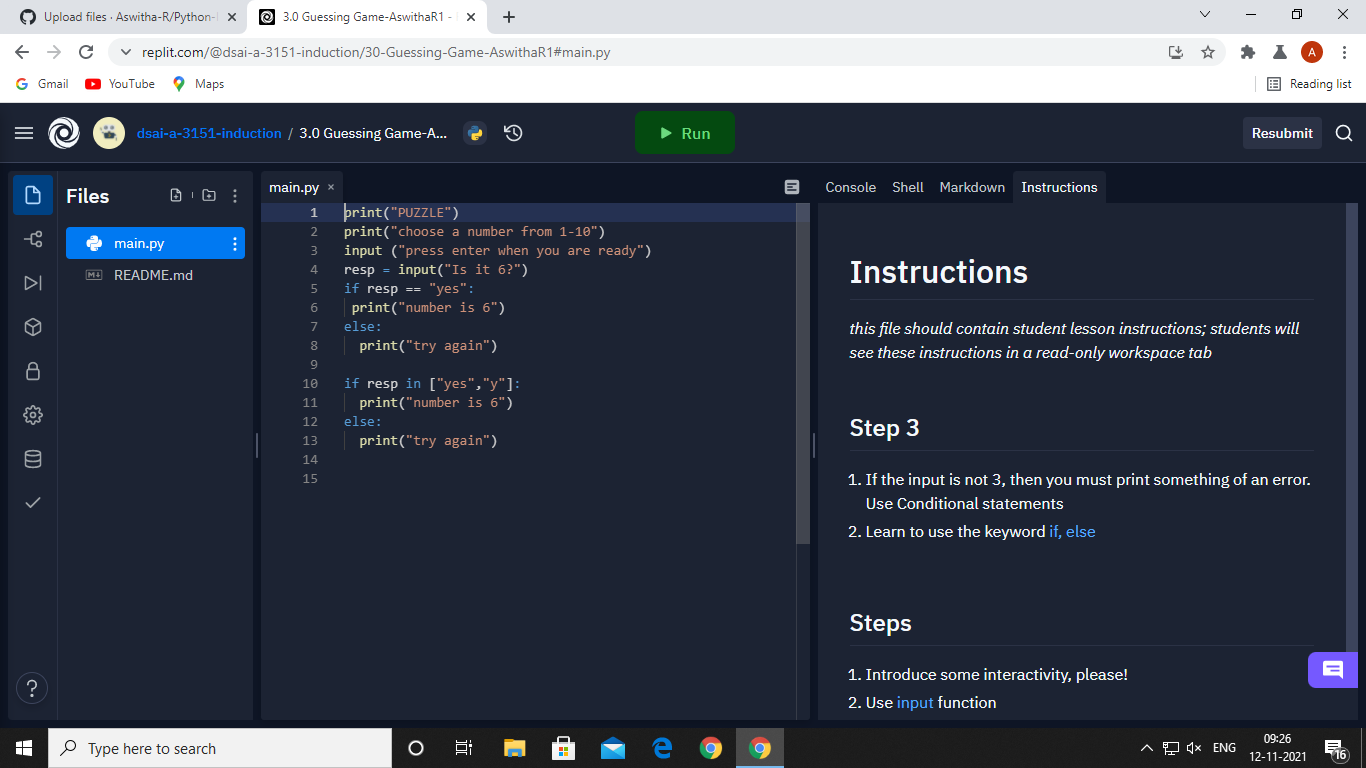 Upload files · Aswitha-R/Python-
3.0 Guessing Game-AswithaR1 -
replit.com/@dsai-a-3151-induction/30-Guessing-Game-AswithaR1#main.py
A
Gmail
YouTube
Maps
Reading list
dsai-a-3151-induction / 3.0 Guessing Game-A...
Run
Resubmit
Files
main.py
README.md
main.py
1 print("PUZZLE")
2 print("choose a number from 1-10")
3 input ("press enter when you are ready")
4 resp = input("Is it 6?")
5 if resp == "yes":
6 print("number is 6")
7 else:
8 print("try again")
9
10 if resp in ["yes","y"]:
11 print("number is 6")
12 else:
13 print("try again")
14
15
Console Shell Markdown Instructions
Instructions
this file should contain student lesson instructions; students will
see these instructions in a read-only workspace tab
Step 3
1. If the input is not 3, then you must print something of an error.
Use Conditional statements
2. Learn to use the keyword if, else
Steps
1. Introduce some interactivity, please!
2. Use input function
?
Type here to search
ENG
09:26
12-11-2021
16